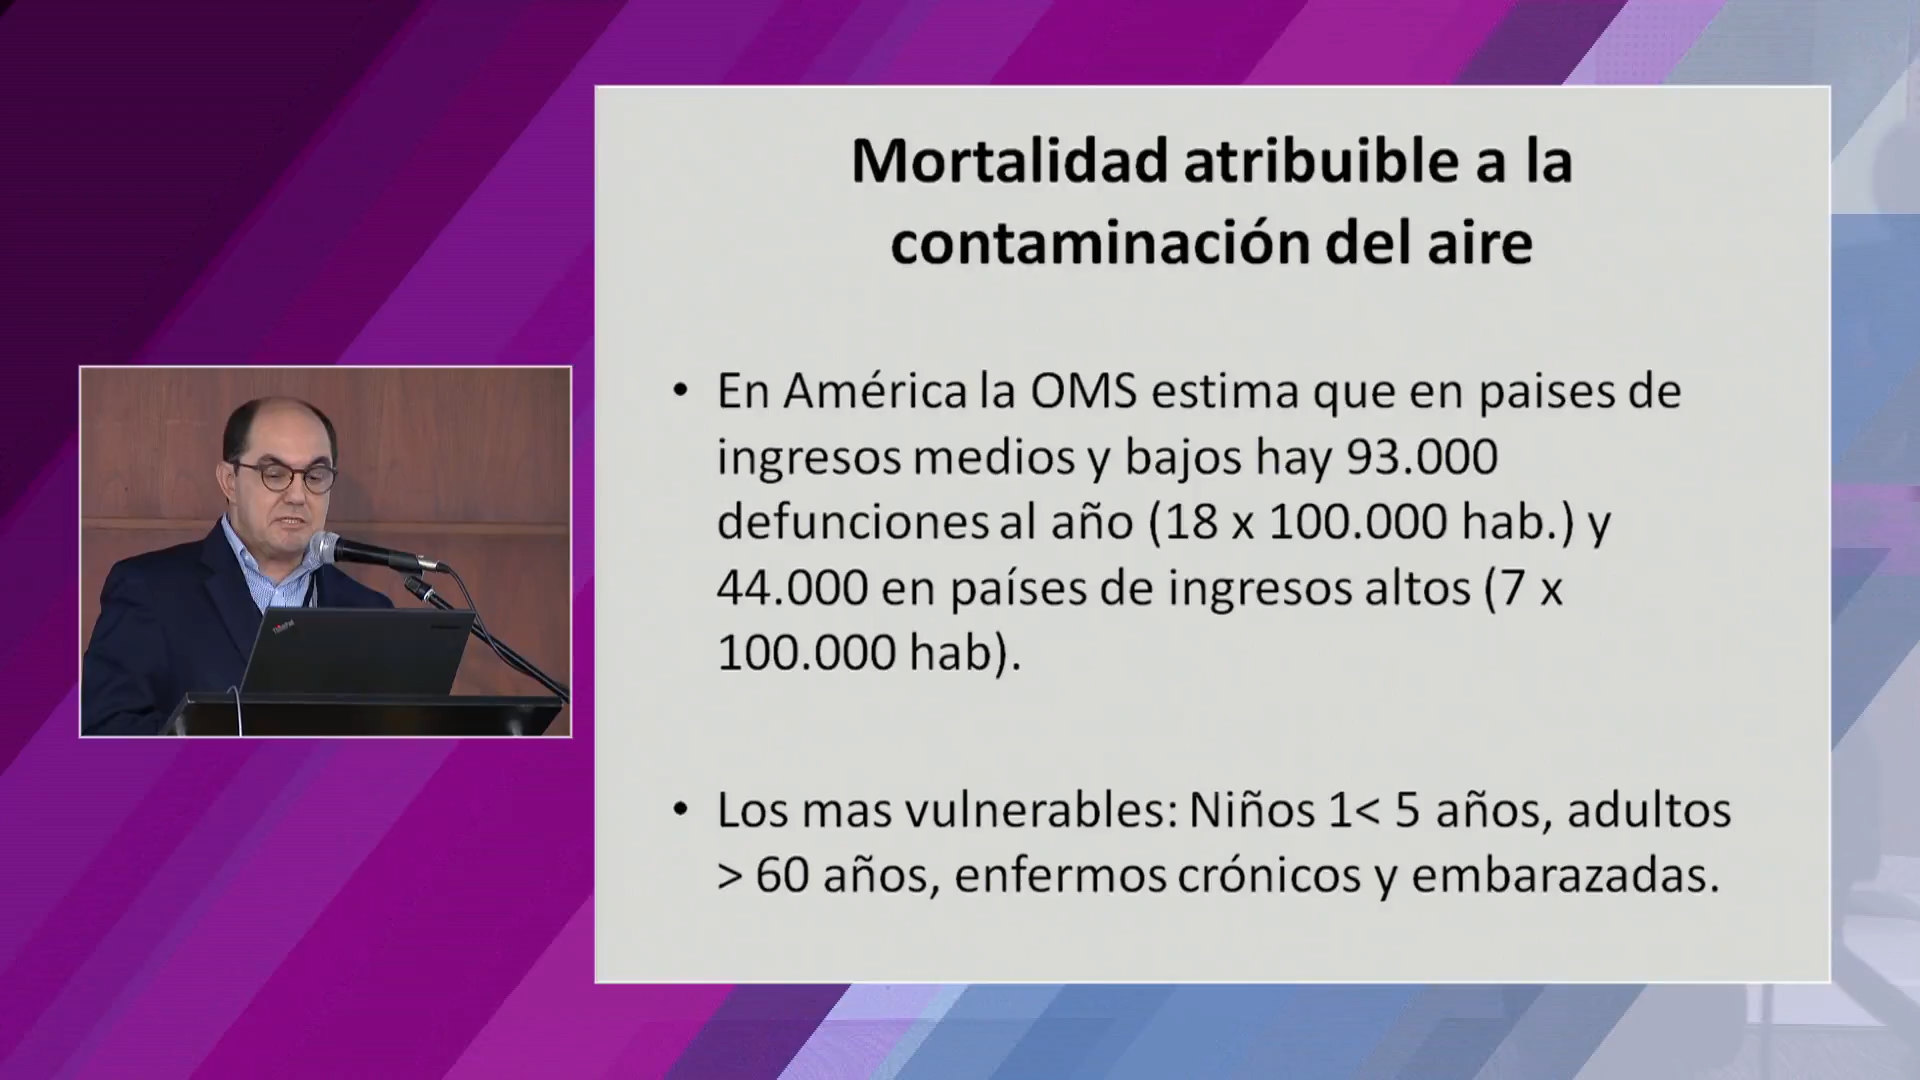 Mortalidad atribuible a la
contaminación del aire
• En América la OMS estima que en paises de
ingresos medios y bajos hay 93.000
defunciones al año (18 x 100.000 hab.) y
44.000 en países de ingresos altos (7 x
100.000 hab).
• Los mas vulnerables: Niños 1< 5 años, adultos
> 60 años, enfermos crónicos y embarazadas.
ThinkPad